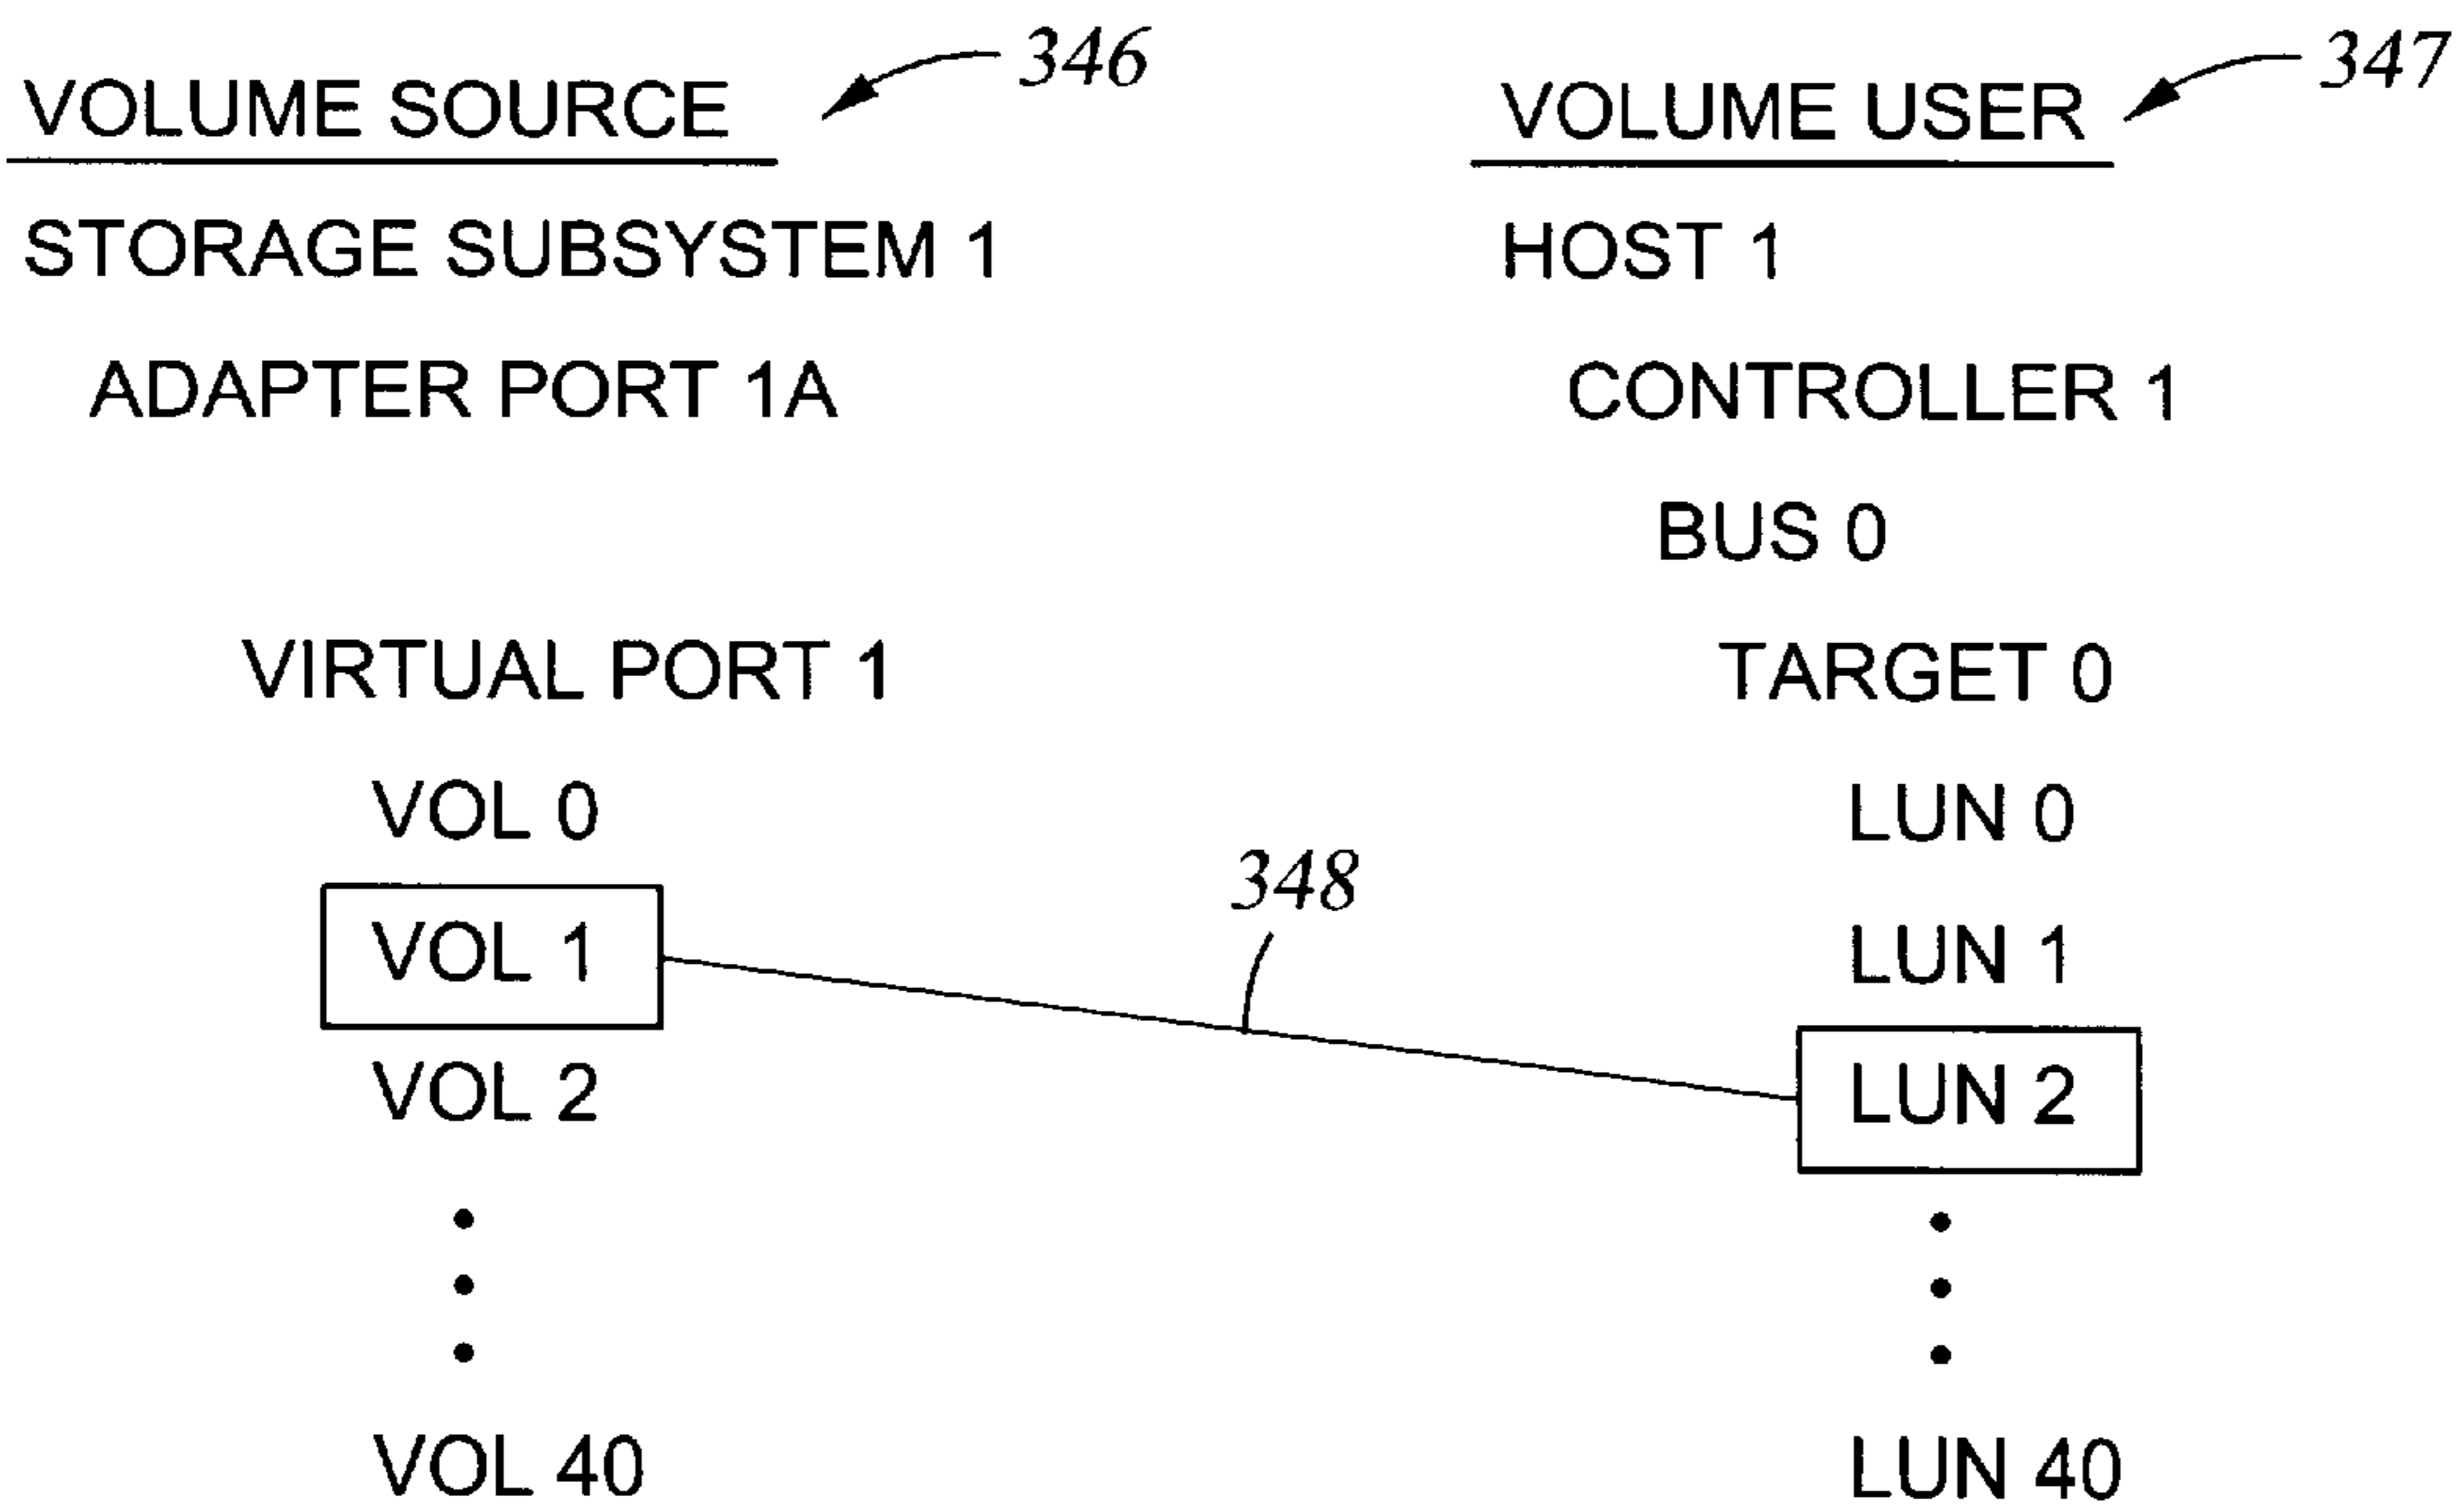 346
347
VOLUME SOURCE
VOLUME USER
STORAGE SUBSYSTEM 1
HOST 1
ADAPTER PORT 1A
CONTROLLER 1
BUS 0
VIRTUAL PORT 1
TARGET 0
VOL 0
LUN 0
348
VOL 1
LUN 1
VOL 2
LUN 2
VOL 40
LUN 40